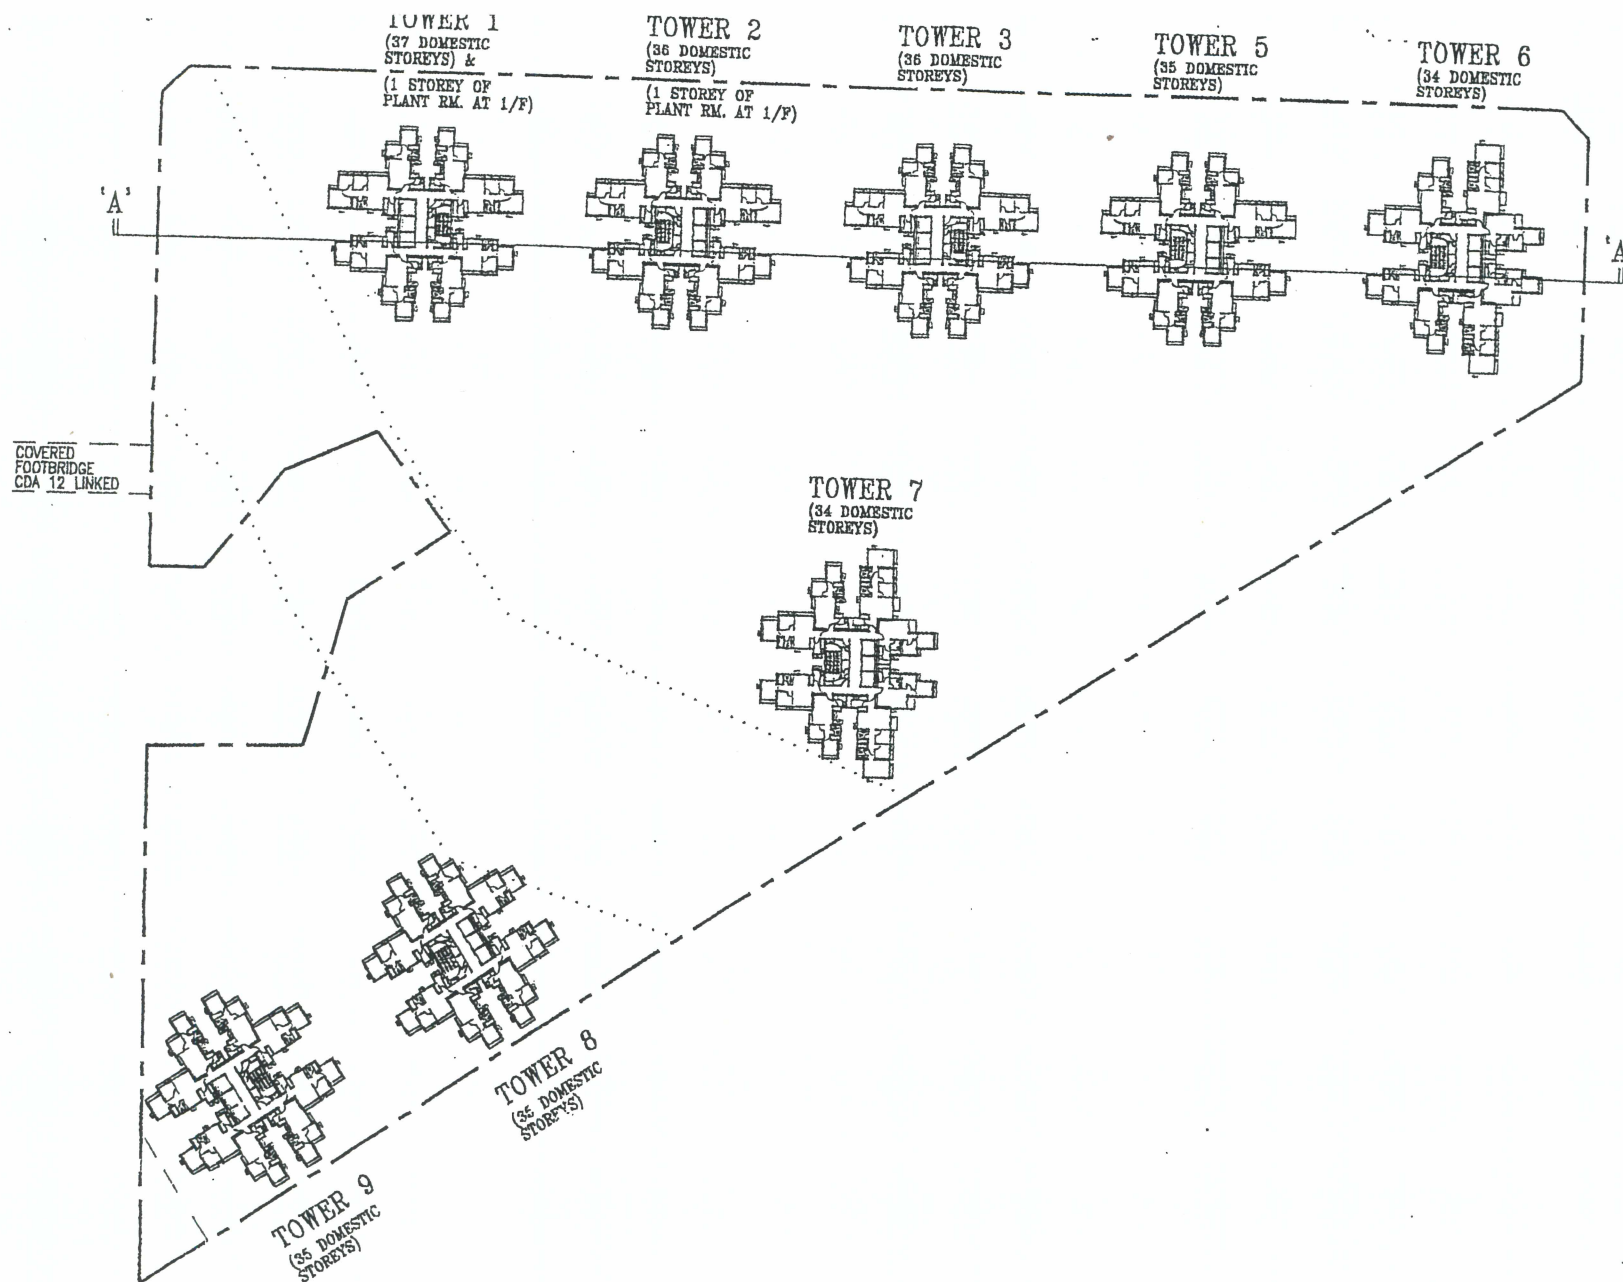 TOWER 1
(37 DOMESTIC
STOREYS) &
(1 STOREY OF
PLANT RM. AT 1/F)
TOWER 2
(36 DOMESTIC
STOREYS)
(1 STOREY OF
PLANT RM. AT 1/F)
TOWER 3
(36 DOMESTIC
STOREYS)
TOWER 5
(35 DOMESTIC
STOREYS)
TOWER 6
(34 DOMESTIC
STOREYS)
'A'
'A
COVERED
FOOTBRIDGE
CDA 12 LINKED
TOWER 7
(34 DOMESTIC
STOREYS)
TOWER 8
(35 DOMESTIC
STOREYS)
TOWER 9
(35 DOMESTIC
STOREYS)